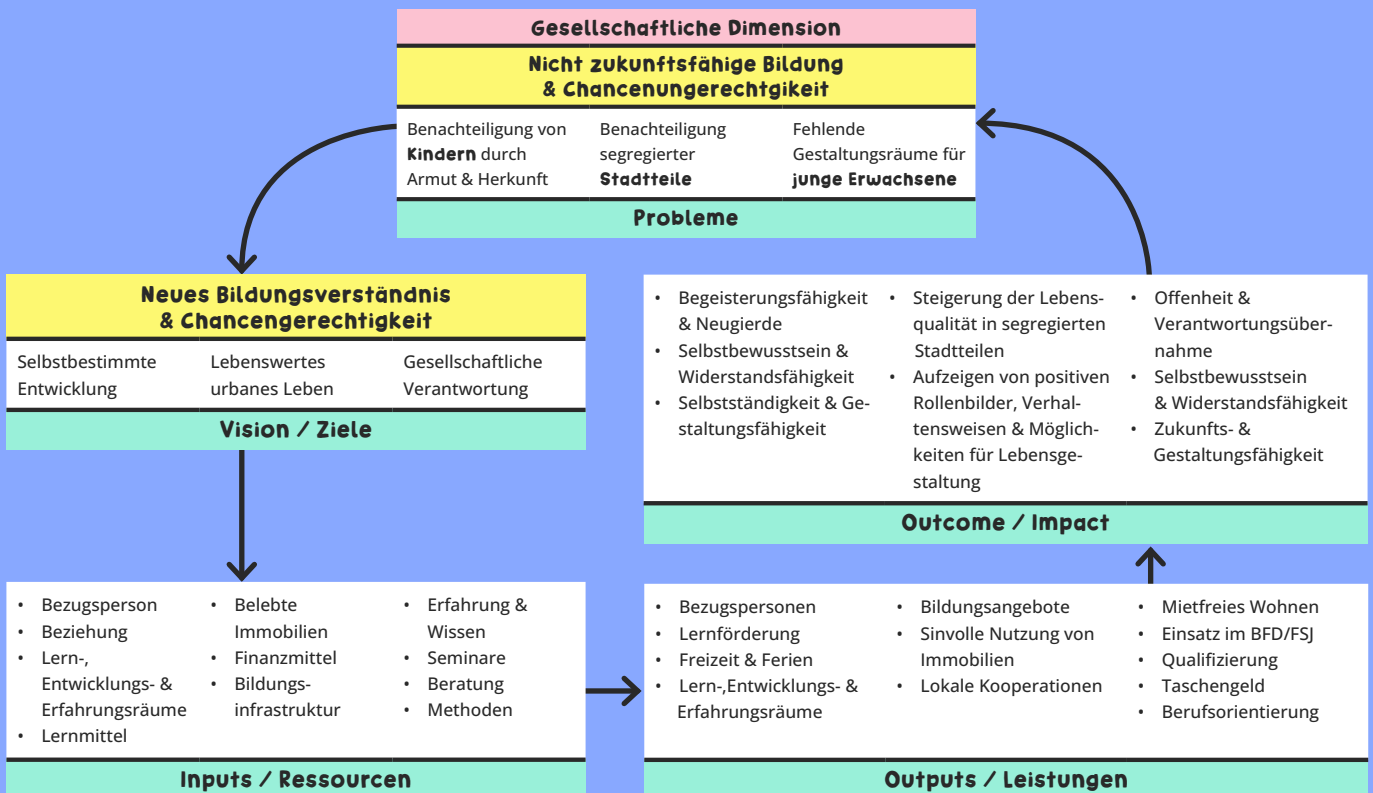 Gesellschaftliche Dimension
Nicht zukunftsfähige Bildung
& Chancenungerechtgikeit
Benachteiligung von
Kindern durch
Armut & Herkunft
Benachteiligung
segregierter
Stadtteile
Fehlende
Gestaltungsräume für
junge Erwachsene
Probleme
Neues Bildungsverständnis
& Chancengerechtigkeit
Selbstbestimmte
Entwicklung
Lebenswertes
urbanes Leben
Gesellschaftliche
Verantwortung
Vision / Ziele
• Bezugsperson
• Beziehung
• Lern-,
Entwicklungs- &
Erfahrungsräume
• Lernmittel
• Belebte
Immobilien
• Finanzmittel
• Bildungs-
infrastruktur
• Erfahrung &
Wissen
• Seminare
• Beratung
• Methoden
Inputs / Ressourcen
• Bezugspersonen
• Lernförderung
• Freizeit & Ferien
• Lern-,Entwicklungs- &
Erfahrungsräume
• Bildungsangebote
• Sinvolle Nutzung von
Immobilien
• Lokale Kooperationen
• Mietfreies Wohnen
• Einsatz im BFD/FSJ
• Qualifizierung
• Taschengeld
• Berufsorientierung
Outputs / Leistungen
• Begeisterungsfähigkeit
& Neugierde
• Selbstbewusstsein &
Widerstandsfähigkeit
• Selbstständigkeit & Ge-
staltungsfähigkeit
• Steigerung der Lebens-
qualität in segregierten
Stadtteilen
• Aufzeigen von positiven
Rollenbilder, Verhal-
tensweisen & Möglich-
keiten für Lebensge-
staltung
• Offenheit &
Verantwortungsüber-
nahme
• Selbstbewusstsein
& Widerstandsfähigkeit
• Zukunfts- &
Gestaltungsfähigkeit
Outcome / Impact